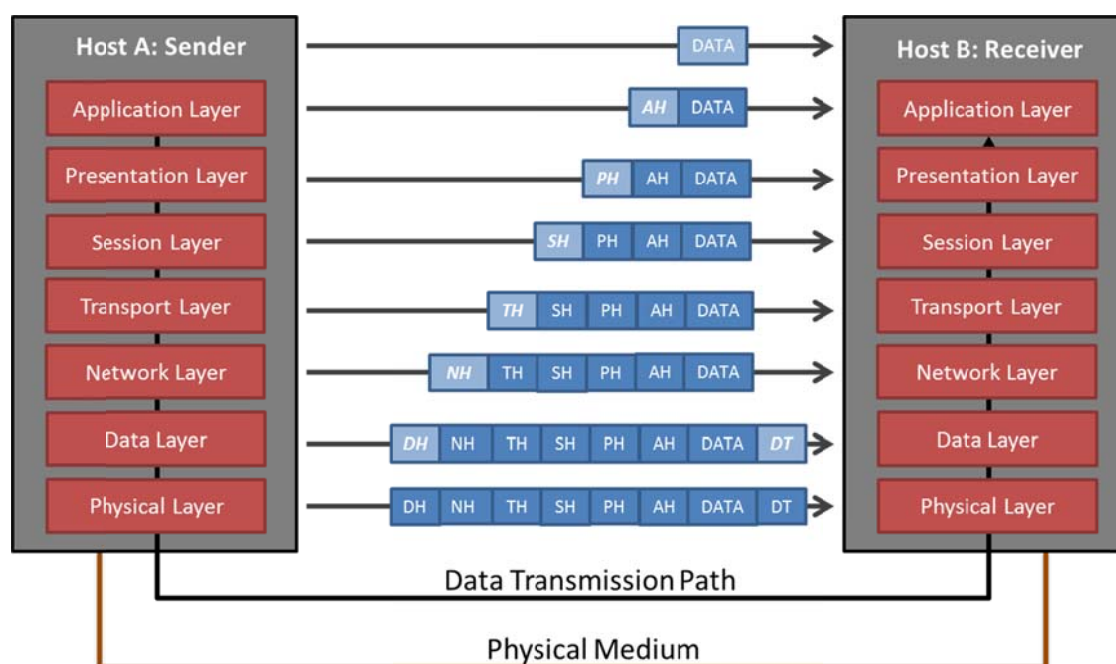 Host A: Sender
DATA
Host B: Receiver
Application Layer
AH DATA
Application Layer
Presentation Layer
PH AH DATA
Presentation Layer
Session Layer
SH PH AH DATA
Session Layer
Transport Layer
TH SH PH AH DATA
Transport Layer
Network Layer
NH TH SH PH AH DATA
Network Layer
Data Layer
DH NH TH SH PH AH DATA DT
Data Layer
Physical Layer
DH NH TH SH PH AH DATA DT
Physical Layer
Data Transmission Path
Physical Medium